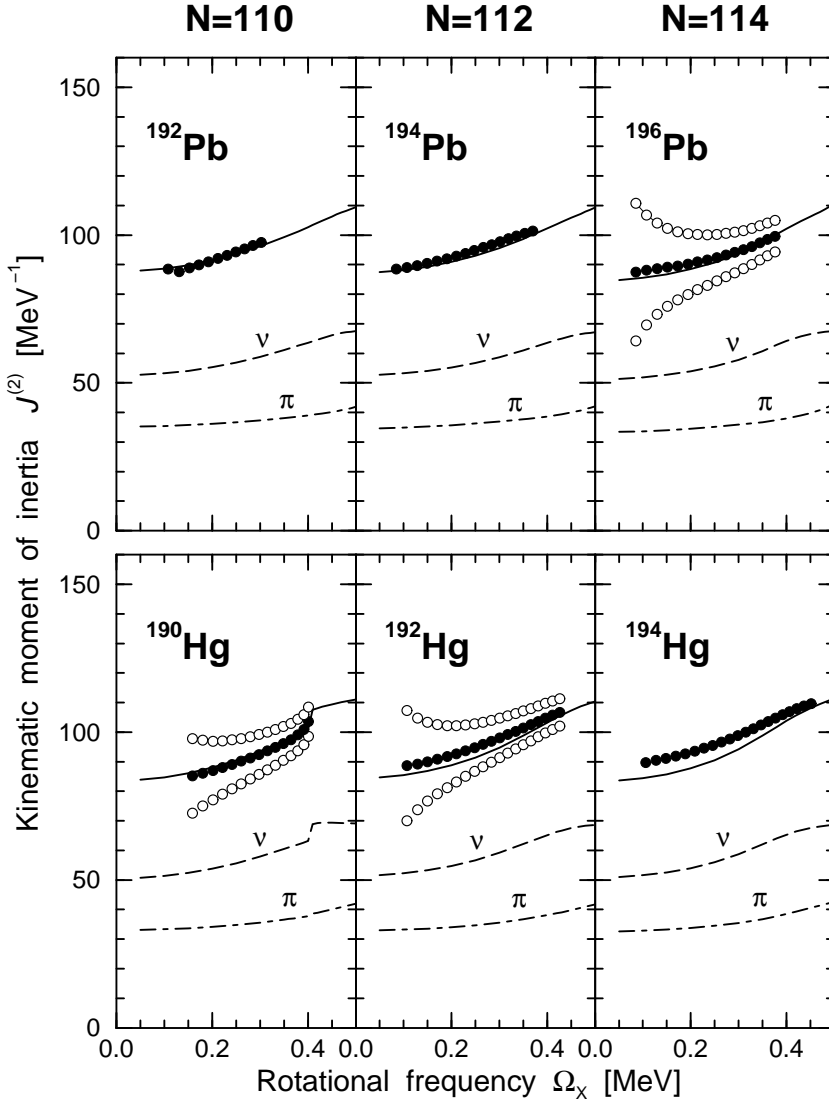 N=110 N=112 N=114
150
100
50
0
¹⁹²Pb
ν
π
¹⁹⁴Pb
ν
π
¹⁹⁶Pb
ν
π
150
100
50
0
¹⁹⁰Hg
ν
π
¹⁹²Hg
ν
π
¹⁹⁴Hg
ν
π
0.0 0.2 0.4 0.0 0.2 0.4 0.0 0.2 0.4
Rotational frequency Ωₓ [MeV]
Kinematic moment of inertia J⁽²⁾ [MeV⁻¹]